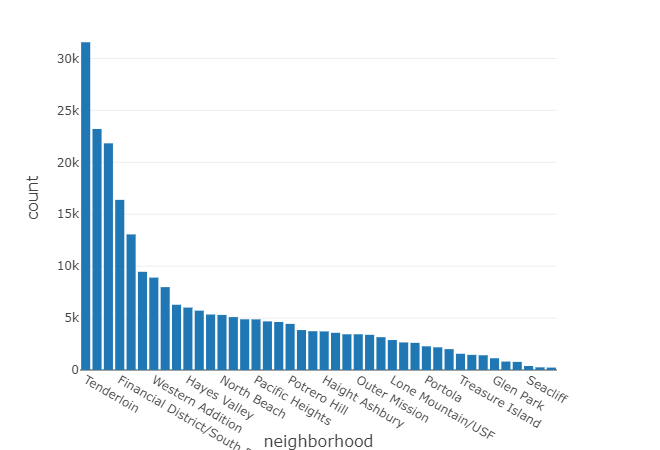 30k
25k
20k
15k
10k
5k
0
count
Tenderloin
Financial District/South
Western Addition
Hayes Valley
North Beach
Pacific Heights
Potrero Hill
Haight Ashbury
Outer Mission
Lone Mountain/USF
Portola
Treasure Island
Glen Park
Seacliff
neighborhood